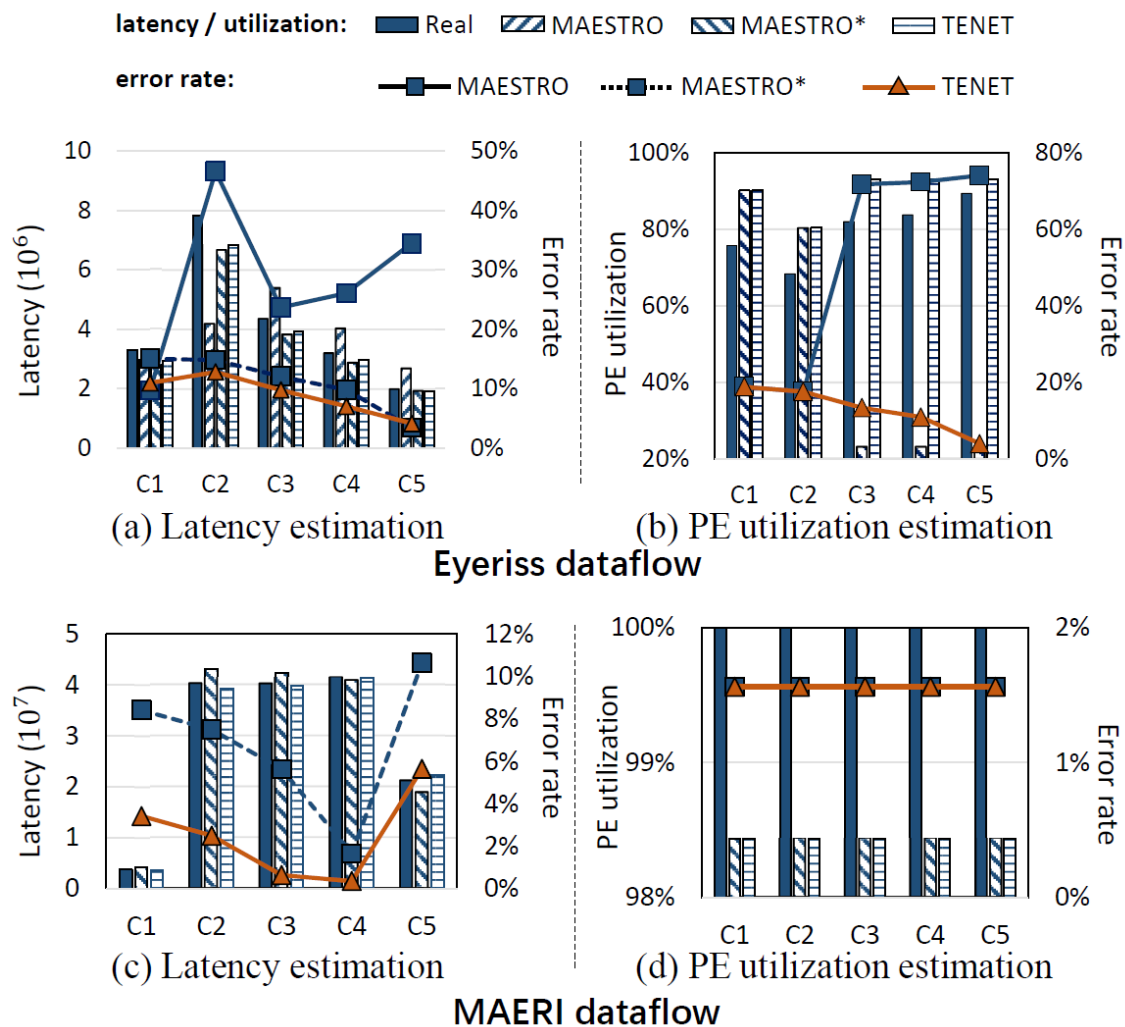 latency / utilization: Real MAESTRO MAESTRO* TENET
error rate: MAESTRO MAESTRO* TENET
10 50% 100% 80%
8 40% 80% 60%
6 30% 60% 40%
4 20% 40% 20%
2 10% 20% 0%
0 0%
Latency (10⁶) Error rate PE utilization Error rate
C1 C2 C3 C4 C5 C1 C2 C3 C4 C5
(a) Latency estimation (b) PE utilization estimation
Eyeriss dataflow
5 12% 100% 2%
4 10% 99% 1%
3 8% 98% 0%
2 6%
1 4%
0 2%
0%
Latency (10⁷) Error rate PE utilization Error rate
C1 C2 C3 C4 C5 C1 C2 C3 C4 C5
(c) Latency estimation (d) PE utilization estimation
MAERI dataflow